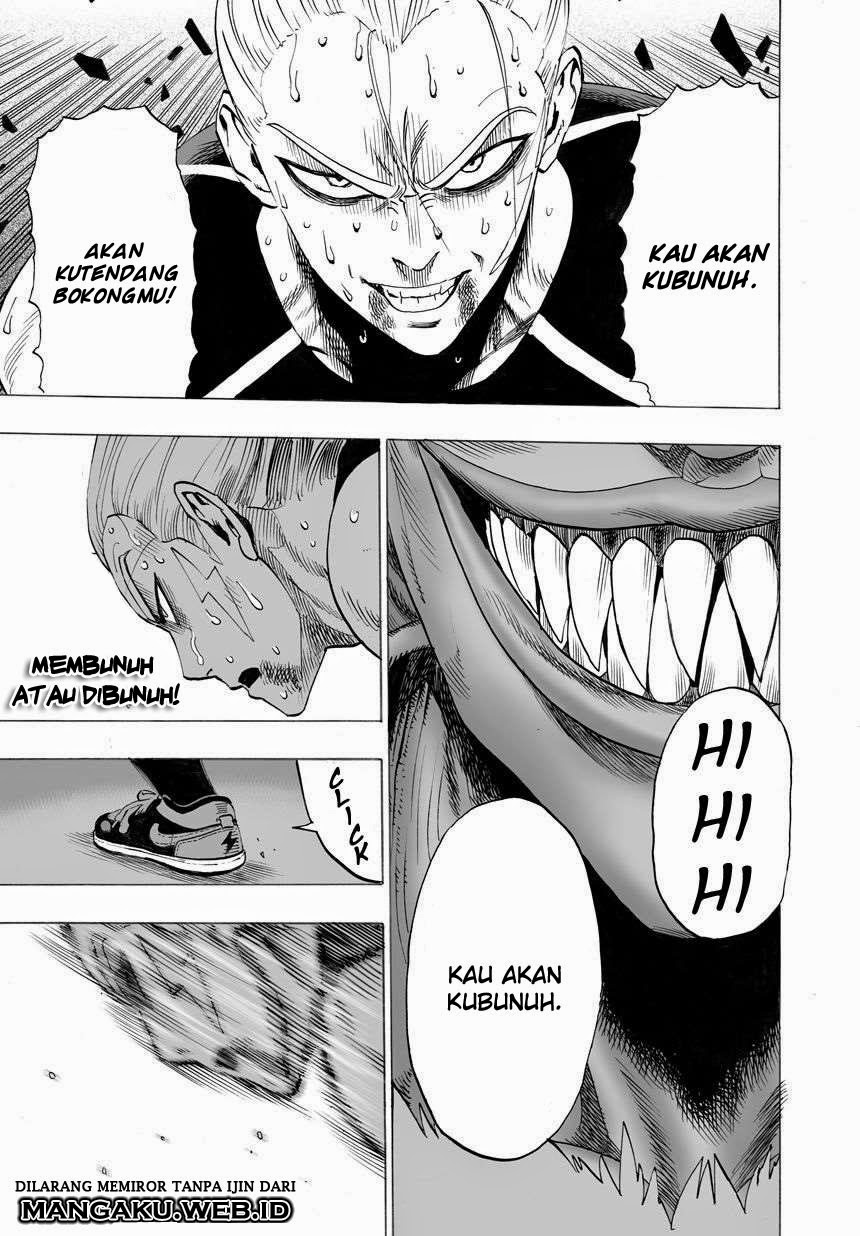 KAU AKAN
KUBUNUH.
AKAN
KUTENDANG
BOKONGMU!
HI
HI
HI
KAU AKAN
KUBUNUH.
MEMBUNUH
ATAU DIBUNUH!
CLICK
DILARANG MEMIROR TANPA IJIN DARI
MANGAKU.WEB.ID